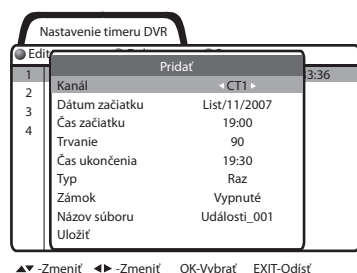 Nastavenie timeru DVR
Edit
Pridať
1 3:36
Kanál CT1
2
Dátum začiatku List/11/2007
3
Čas začiatku 19:00
4
Trvanie 90
Čas ukončenia 19:30
Typ Raz
Zámok Vypnuté
Názov súboru Události_001
Uložiť
▲▼ -Zmeniť ◄► -Zmeniť OK-Vybrať EXIT-Odísť